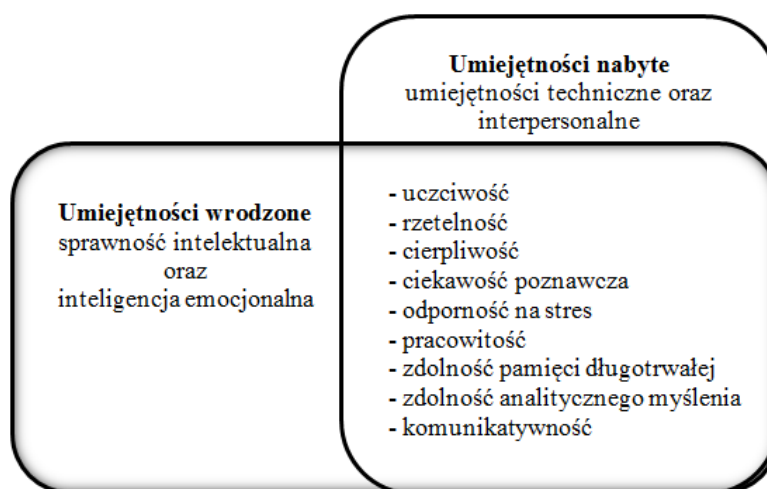 Umiejętności nabyte
umiejętności techniczne oraz
interpersonalne
Umiejętności wrodzone
sprawność intelektualna
oraz
inteligencja emocjonalna
- uczciwość
- rzetelność
- cierpliwość
- ciekawość poznawcza
- odporność na stres
- pracowitość
- zdolność pamięci długotrwałej
- zdolność analitycznego myślenia
- komunikatywność